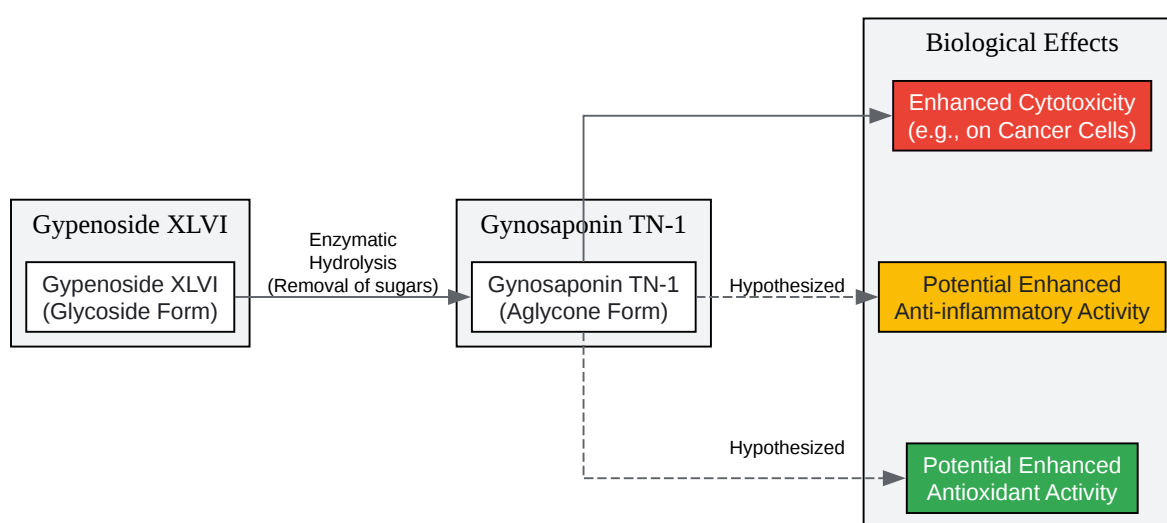 Gypenoside XLVI
Gypenoside XLVI
(Glycoside Form)
Enzymatic
Hydrolysis
(Removal of sugars)
Gynosaponin TN-1
Gynosaponin TN-1
(Aglycone Form)
Hypothesized
Hypothesized
Biological Effects
Enhanced Cytotoxicity
(e.g., on Cancer Cells)
Potential Enhanced
Anti-inflammatory Activity
Potential Enhanced
Antioxidant Activity